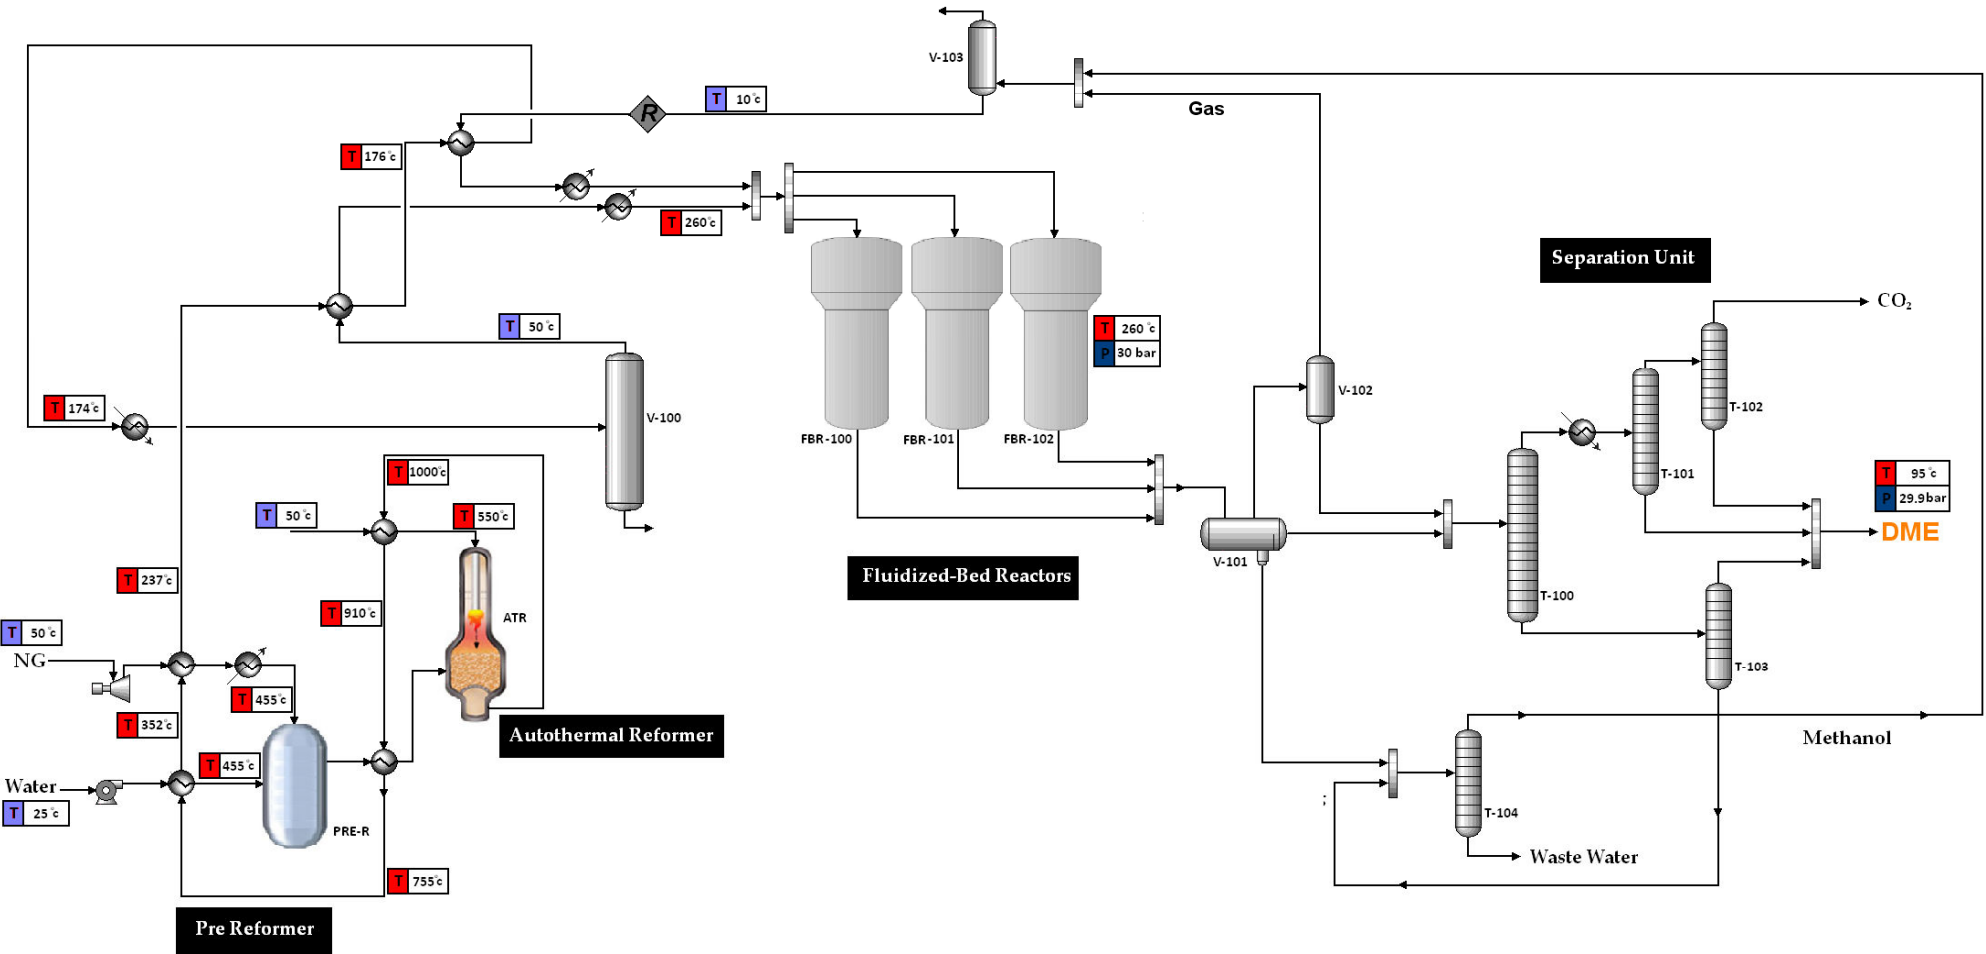 V-103
T 10°c
Gas
R
T 176°c
T 260°c
Separation Unit
CO₂
T 50°c
T 260°c
P 30 bar
V-102
T-102
T 174°c
V-100
FBR-100
FBR-101
FBR-102
T-101
T 1000°c
T 95°c
P 29.9bar
T 50°c
T 550°c
DME
V-101
Fluidized-Bed Reactors
T 237°c
T-100
T 910°c
ATR
T 50°c
NG
T-103
T 455°c
T 352°c
Autothermal Reformer
Methanol
T 455°c
Water
T 25°c
;
T-104
PRE-R
Waste Water
T 755°c
Pre Reformer